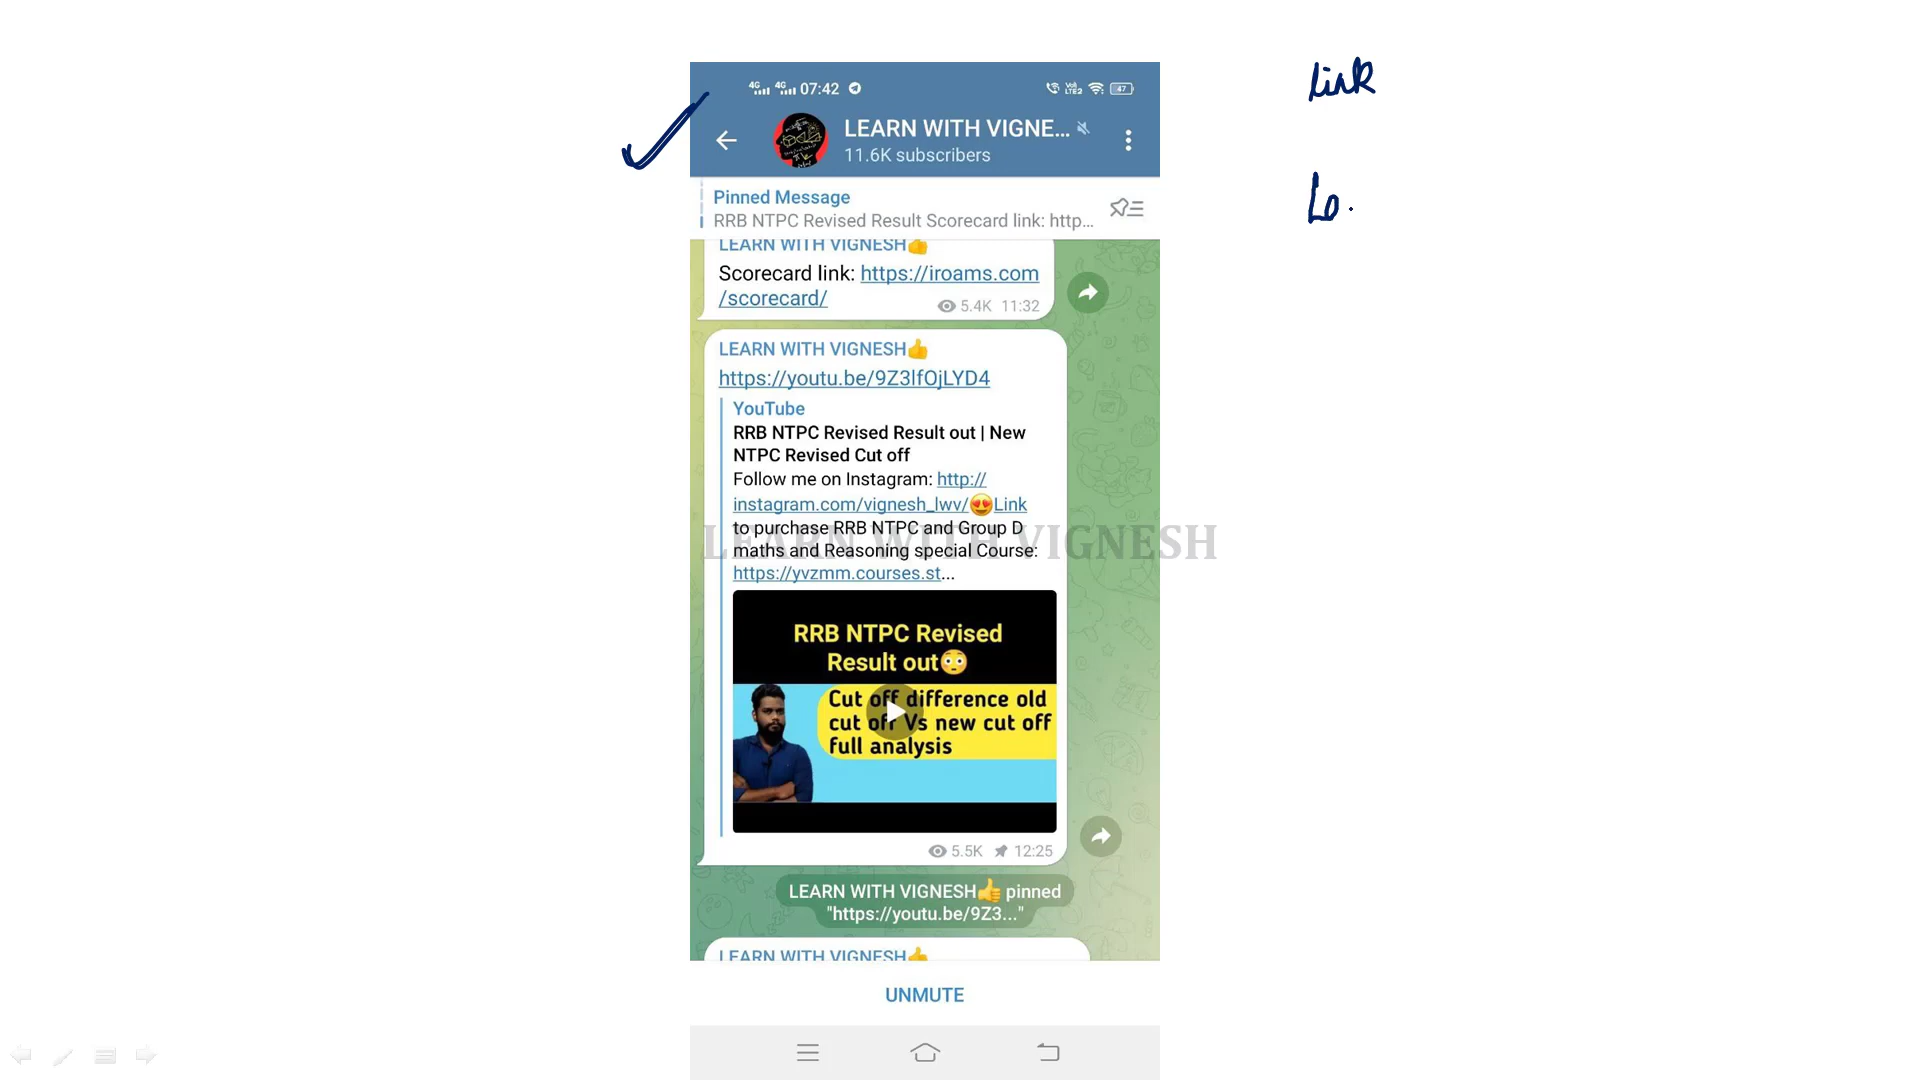 4G 4G 07:42
VoI LTE2 47
LEARN WITH VIGNE...
11.6K subscribers
Pinned Message
RRB NTPC Revised Result Scorecard link: http...
LEARN WITH VIGNESH👍
Scorecard link: https://iroams.com
/scorecard/
5.4K 11:32
LEARN WITH VIGNESH👍
https://youtu.be/9Z3lfOjLYD4
YouTube
RRB NTPC Revised Result out | New
NTPC Revised Cut off
Follow me on Instagram: http://
instagram.com/vignesh_lwv/😍Link
to purchase RRB NTPC and Group D
maths and Reasoning special Course:
https://yvzmm.courses.st...
LEARN WITH VIGNESH
RRB NTPC Revised
Result out😳
Cut off difference old
cut off Vs new cut off
full analysis
5.5K 12:25
LEARN WITH VIGNESH👍 pinned
"https://youtu.be/9Z3..."
LEARN WITH VIGNESH👍
UNMUTE
link
Lo.